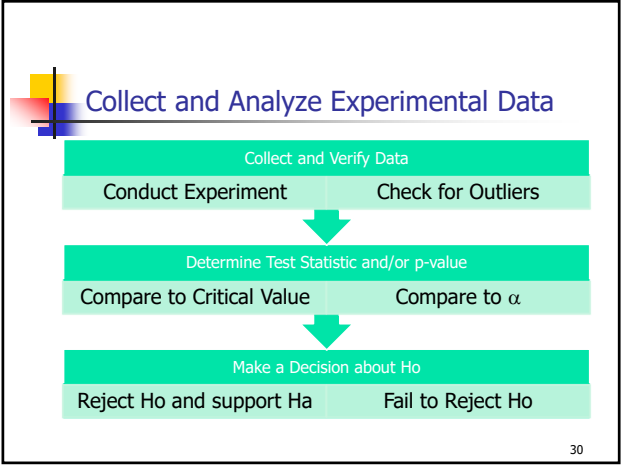 Collect and Analyze Experimental Data
Collect and Verify Data
Conduct Experiment
Check for Outliers
Determine Test Statistic and/or p-value
Compare to Critical Value
Compare to α
Make a Decision about Ho
Reject Ho and support Ha
Fail to Reject Ho
30